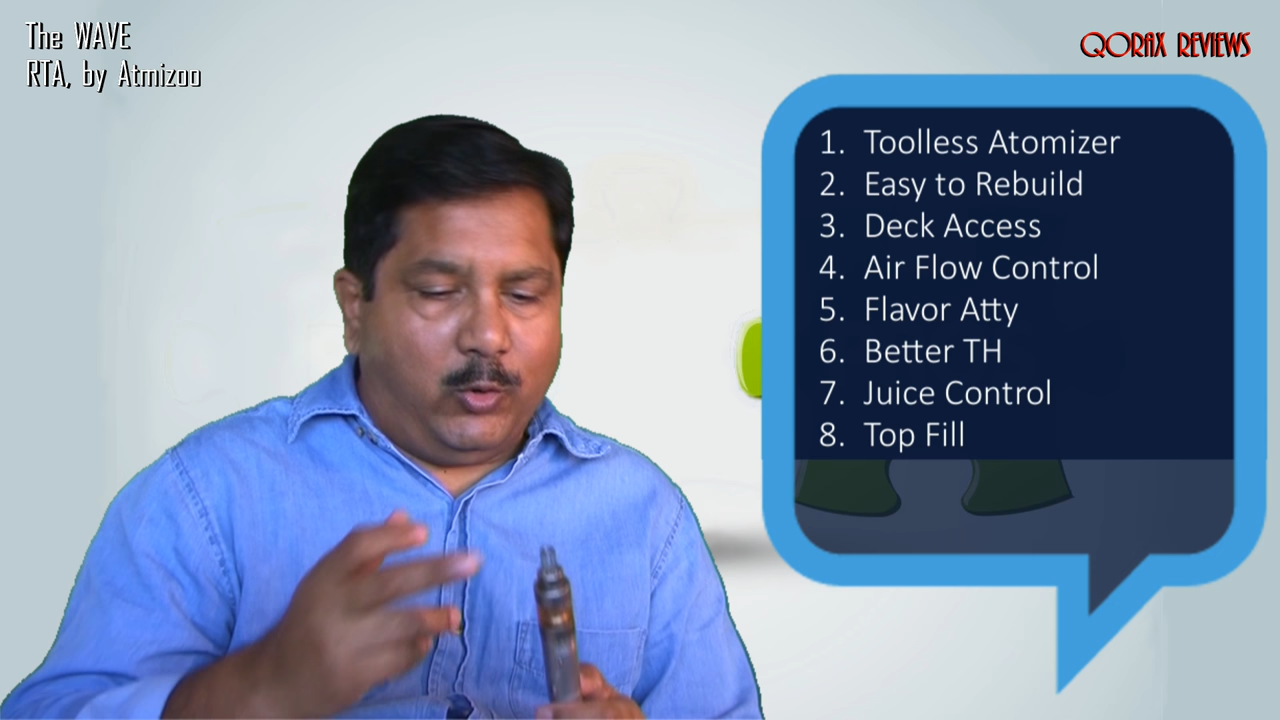 The WAVE
RTA, by Atmizoo
QORAX REVIEWS
1. Toolless Atomizer
2. Easy to Rebuild
3. Deck Access
4. Air Flow Control
5. Flavor Atty
6. Better TH
7. Juice Control
8. Top Fill